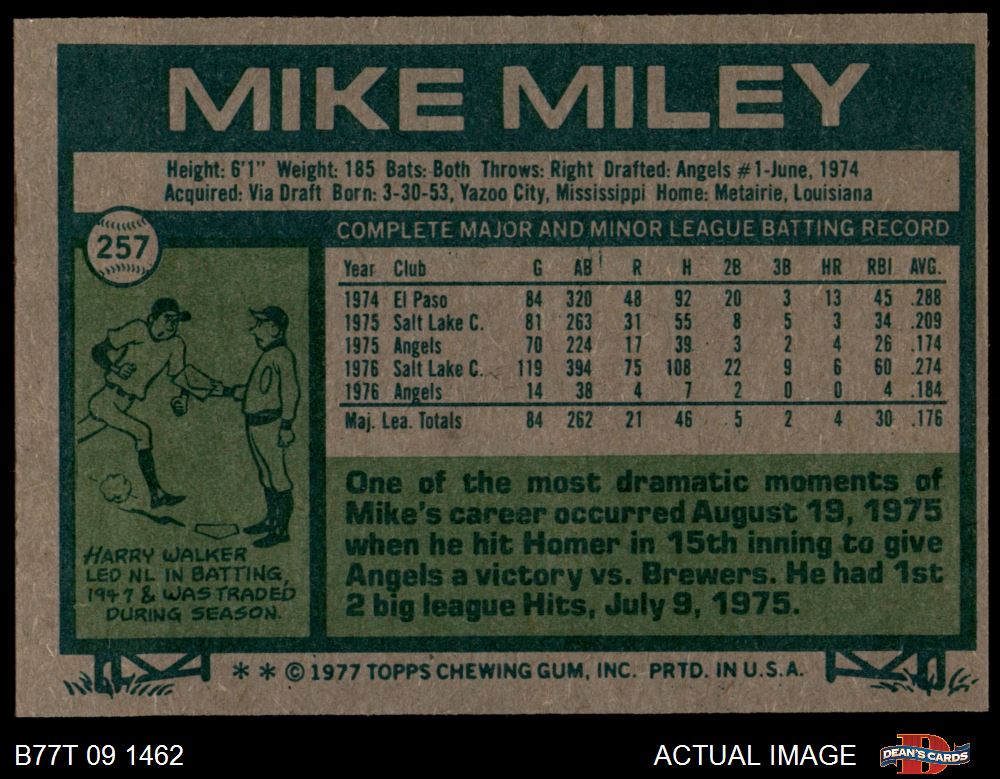 MIKE MILEY
Height: 6'1" Weight: 185 Bats: Both Throws: Right Drafted: Angels #1-June, 1974
Acquired: Via Draft Born: 3-30-53, Yazoo City, Mississippi Home: Metairie, Louisiana
257
COMPLETE MAJOR AND MINOR LEAGUE BATTING RECORD
Year Club G AB R H 2B 3B HR RBI AVG.
1974 El Paso 84 320 48 92 20 3 13 45 .288
1975 Salt Lake C. 81 263 31 55 8 5 3 34 .209
1975 Angels 70 224 17 39 3 2 4 26 .174
1976 Salt Lake C. 119 394 75 108 22 9 6 60 .274
1976 Angels 14 38 4 7 2 0 0 4 .184
Maj. Lea. Totals 84 262 21 46 5 2 4 30 .176
HARRY WALKER
LED NL IN BATTING,
1947 & WAS TRADED
DURING SEASON.
One of the most dramatic moments of
Mike's career occurred August 19, 1975
when he hit Homer in 15th inning to give
Angels a victory vs. Brewers. He had 1st
2 big league Hits, July 9, 1975.
* * © 1977 TOPPS CHEWING GUM, INC. PRTD. IN U.S.A.
B77T 09 1462
ACTUAL IMAGE
DEAN'S CARDS